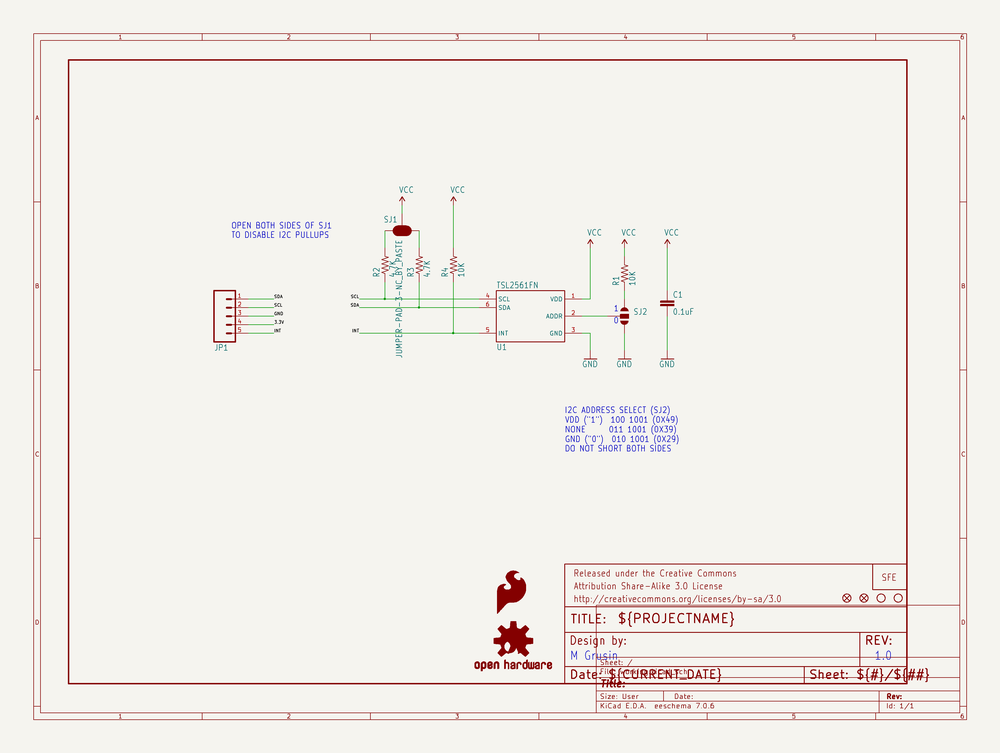 1 2 3 4 5 6
A A
B B
C C
D D
VCC VCC
SJ1
OPEN BOTH SIDES OF SJ1
TO DISABLE I2C PULLUPS
JUMPER-PAD-3-NC_BY_PASTE
R2 4.7K
R3 4.7K
R4 10K
VCC VCC VCC
R1 10K
1 SDA
2 SCL
3 GND
4 3.3V
5 INT
JP1
SCL
SDA
INT
TSL2561FN
4 SCL VDD 1
6 SDA ADDR 2
5 INT GND 3
U1
1
0
SJ2
C1
0.1uF
GND GND GND
I2C ADDRESS SELECT (SJ2)
VDD ("1") 100 1001 (0X49)
NONE 011 1001 (0X39)
GND ("0") 010 1001 (0X29)
DO NOT SHORT BOTH SIDES
Released under the Creative Commons
Attribution Share-Alike 3.0 License
http://creativecommons.org/licenses/by-sa/3.0
SFE
TITLE: ${PROJECTNAME}
Design by:
M Grusin
REV:
1.0
Date: ${CURRENT_DATE}
Sheet: ${#}/${##}
open hardware
Sheet: /
Title:
Size: User Date: Rev:
KiCad E.D.A. eeschema 7.0.6 Id: 1/1
1 2 3 4 5 6